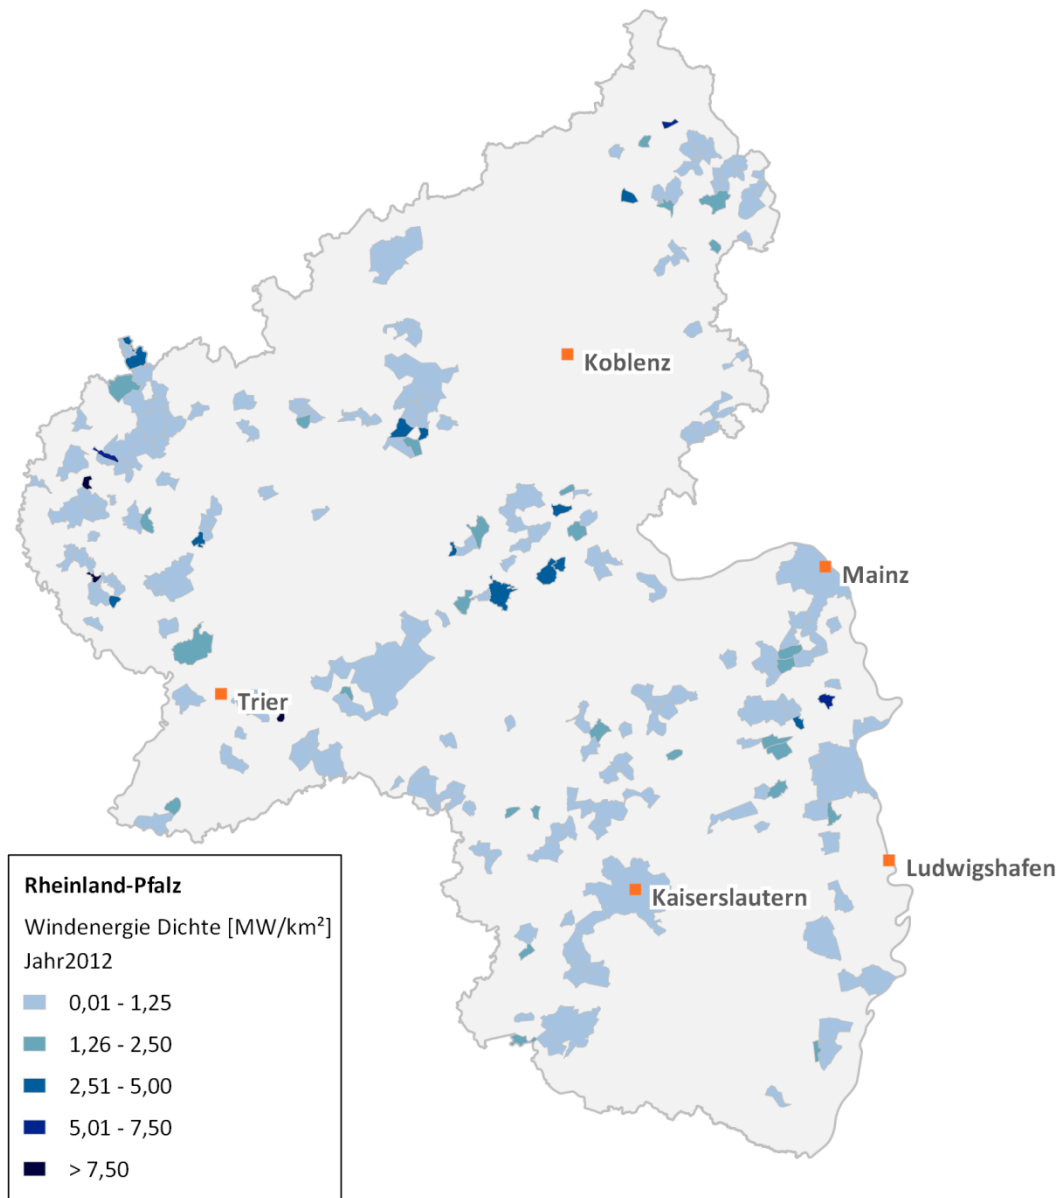 Koblenz
Mainz
Trier
Ludwigshafen
Kaiserslautern
Rheinland-Pfalz
Windenergie Dichte [MW/km²]
Jahr2012
0,01 - 1,25
1,26 - 2,50
2,51 - 5,00
5,01 - 7,50
> 7,50